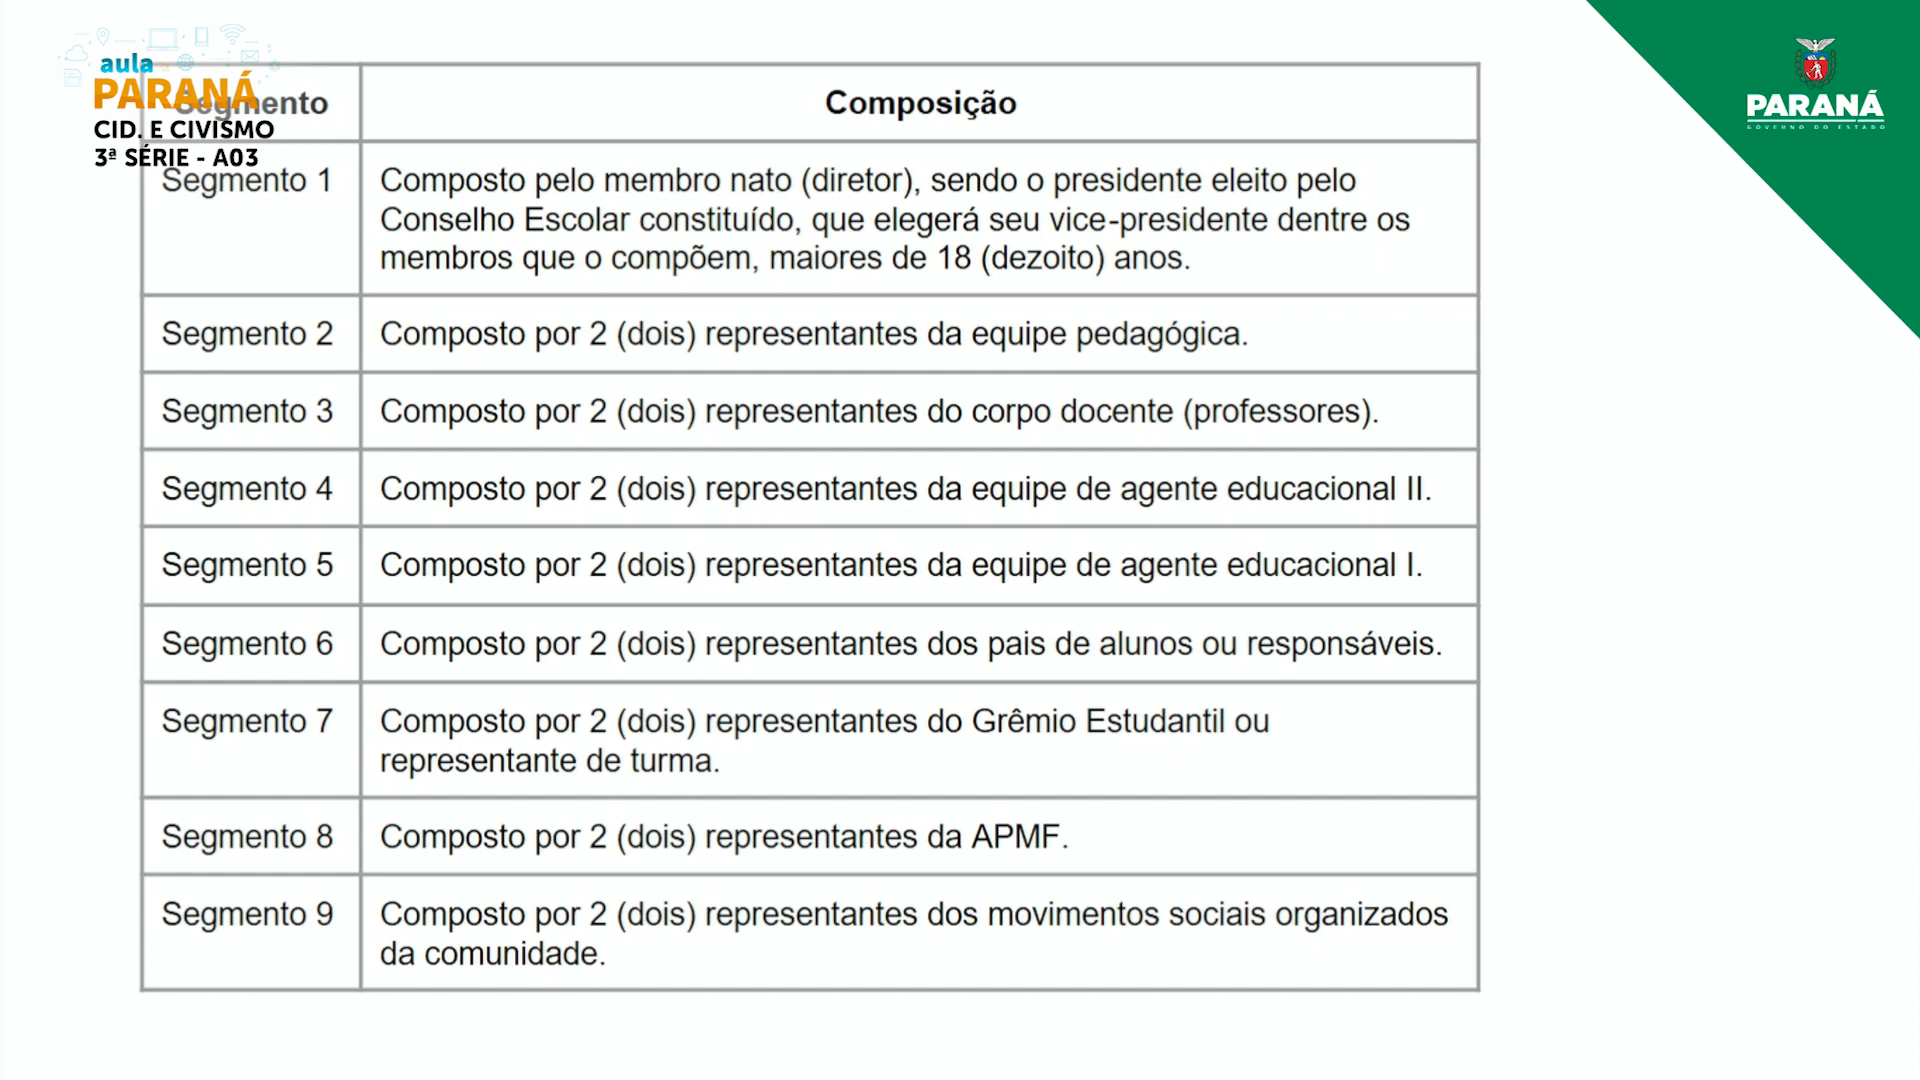 aula
PARANÁ
CID. E CIVISMO
3ª SÉRIE - A03
PARANÁ
GOVERNO DO ESTADO
Segmento Composição
Segmento 1 Composto pelo membro nato (diretor), sendo o presidente eleito pelo
Conselho Escolar constituído, que elegerá seu vice-presidente dentre os
membros que o compõem, maiores de 18 (dezoito) anos.
Segmento 2 Composto por 2 (dois) representantes da equipe pedagógica.
Segmento 3 Composto por 2 (dois) representantes do corpo docente (professores).
Segmento 4 Composto por 2 (dois) representantes da equipe de agente educacional II.
Segmento 5 Composto por 2 (dois) representantes da equipe de agente educacional I.
Segmento 6 Composto por 2 (dois) representantes dos pais de alunos ou responsáveis.
Segmento 7 Composto por 2 (dois) representantes do Grêmio Estudantil ou
representante de turma.
Segmento 8 Composto por 2 (dois) representantes da APMF.
Segmento 9 Composto por 2 (dois) representantes dos movimentos sociais organizados
da comunidade.